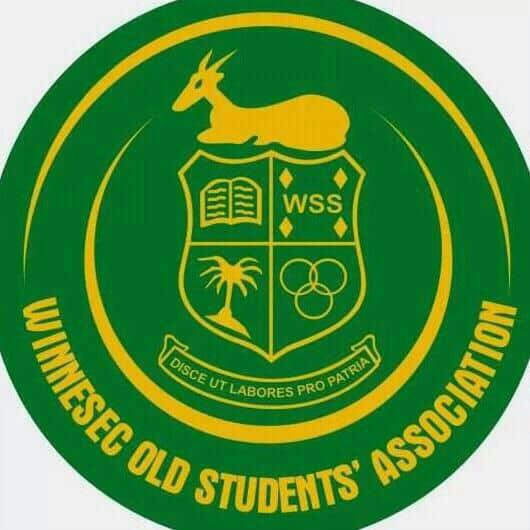 WSS
DISCE UT LABORES PRO PATRIA
WINNESEC OLD STUDENTS' ASSOCIATION